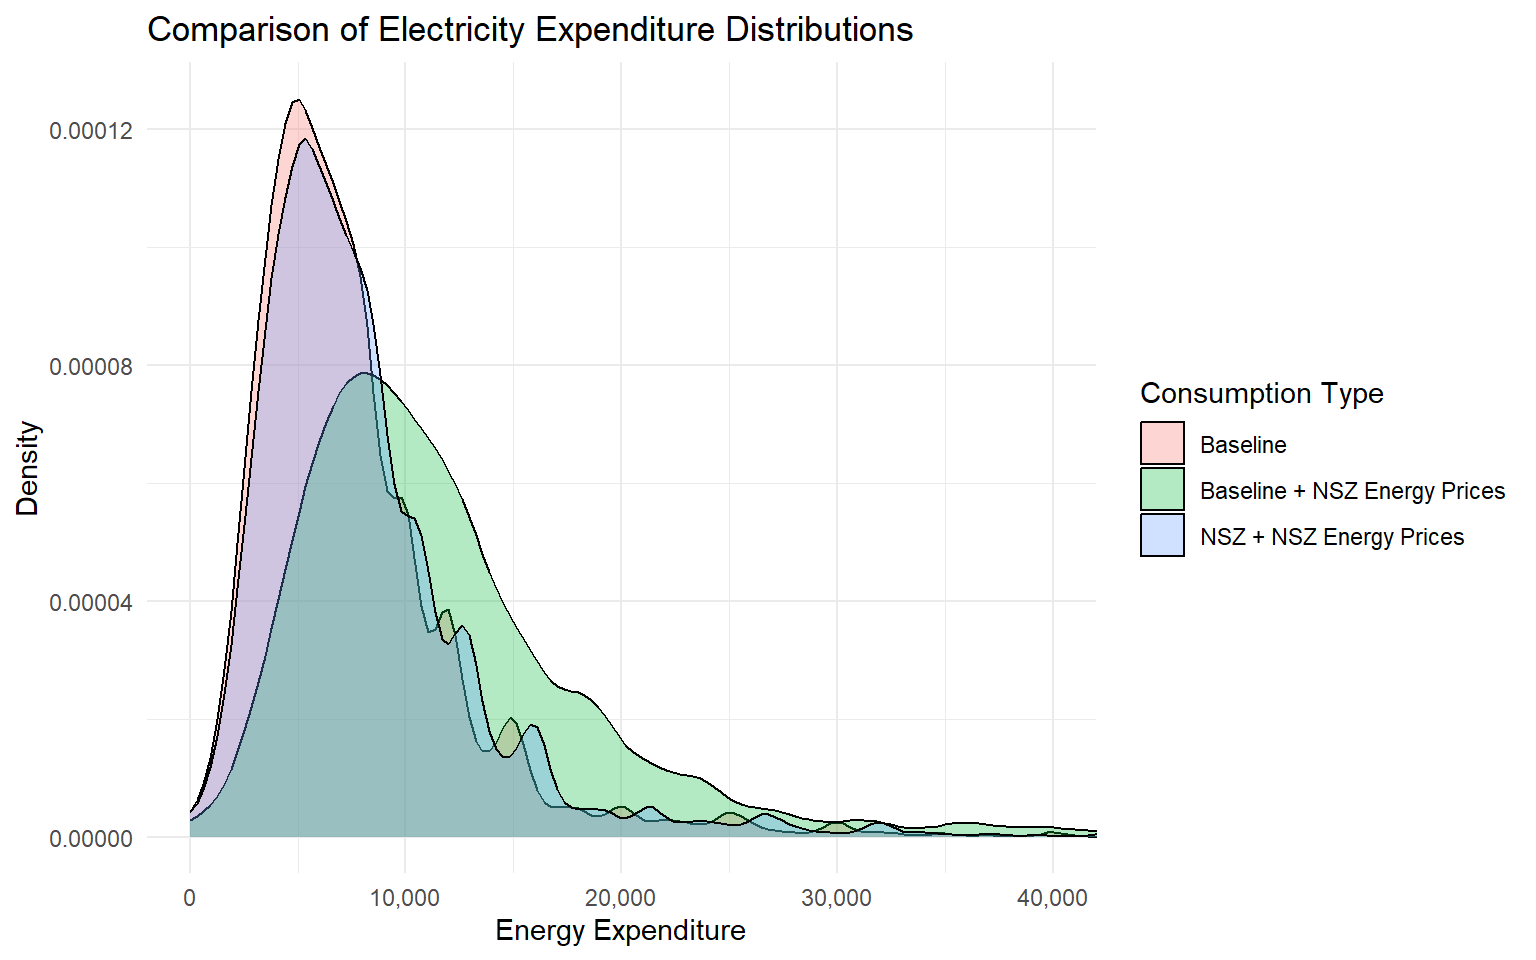 Comparison of Electricity Expenditure Distributions
0.00012
0.00008
0.00004
0.00000
Density
0
10,000
20,000
30,000
40,000
Energy Expenditure
Consumption Type
Baseline
Baseline + NSZ Energy Prices
NSZ + NSZ Energy Prices